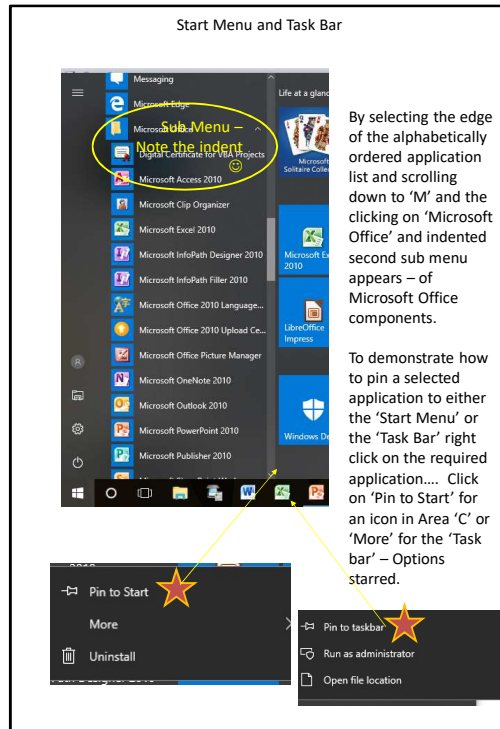 Start Menu and Task Bar
Messaging
Microsoft Edge
Microsoft Office
Sub Menu –
Note the indent
☺
Digital Certificate for VBA Projects
Microsoft Access 2010
Microsoft Clip Organizer
Microsoft Excel 2010
Microsoft InfoPath Designer 2010
Microsoft InfoPath Filler 2010
Microsoft Office 2010 Language...
Microsoft Office 2010 Upload Ce...
Microsoft Office Picture Manager
Microsoft OneNote 2010
Microsoft Outlook 2010
Microsoft PowerPoint 2010
Microsoft Publisher 2010
Life at a glanc
Microsoft
Solitaire Collec
Microsoft Ex
2010
LibreOffice
Impress
Windows De
By selecting the edge
of the alphabetically
ordered application
list and scrolling
down to ‘M’ and the
clicking on ‘Microsoft
Office’ and indented
second sub menu
appears – of
Microsoft Office
components.
To demonstrate how
to pin a selected
application to either
the ‘Start Menu’ or
the ‘Task Bar’ right
click on the required
application…. Click
on ‘Pin to Start’ for
an icon in Area ‘C’ or
‘More’ for the ‘Task
bar’ – Options
starred.
Pin to Start
More
Uninstall
Pin to taskbar
Run as administrator
Open file location